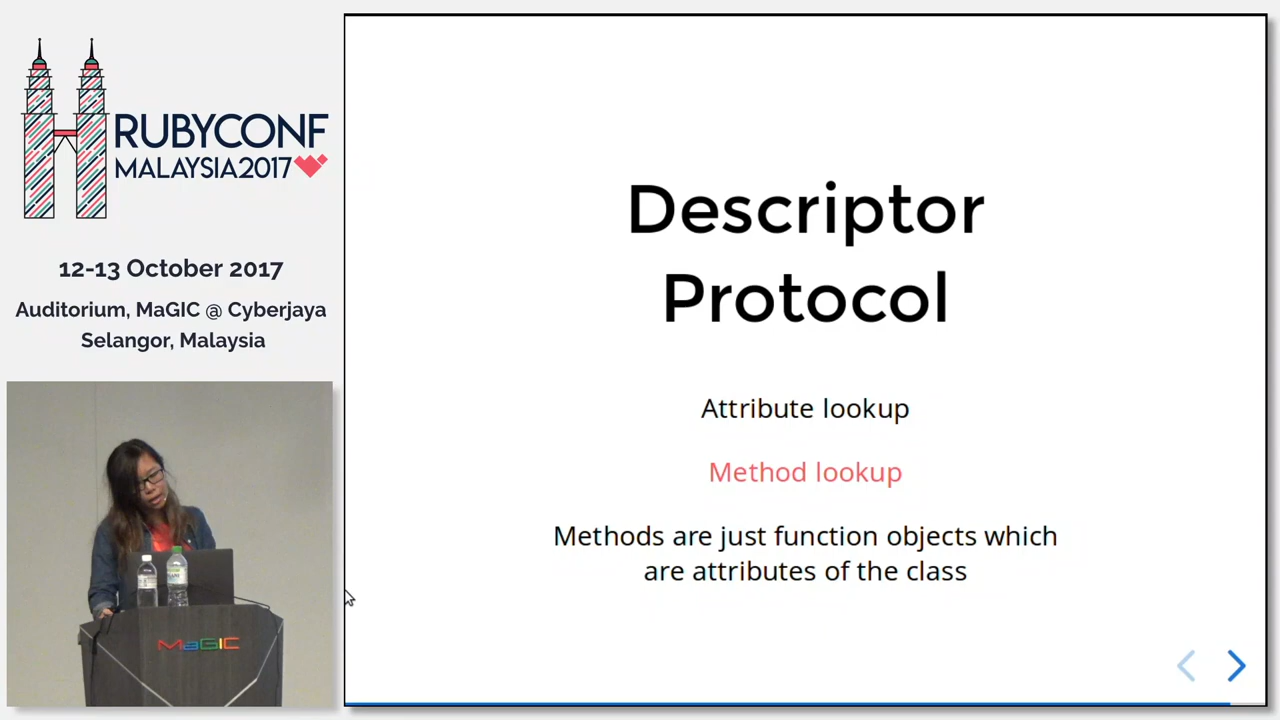 RUBYCONF
MALAYSIA2017
12-13 October 2017
Auditorium, MaGIC @ Cyberjaya
Selangor, Malaysia
MaGIC
Descriptor
Protocol
Attribute lookup
Method lookup
Methods are just function objects which
are attributes of the class